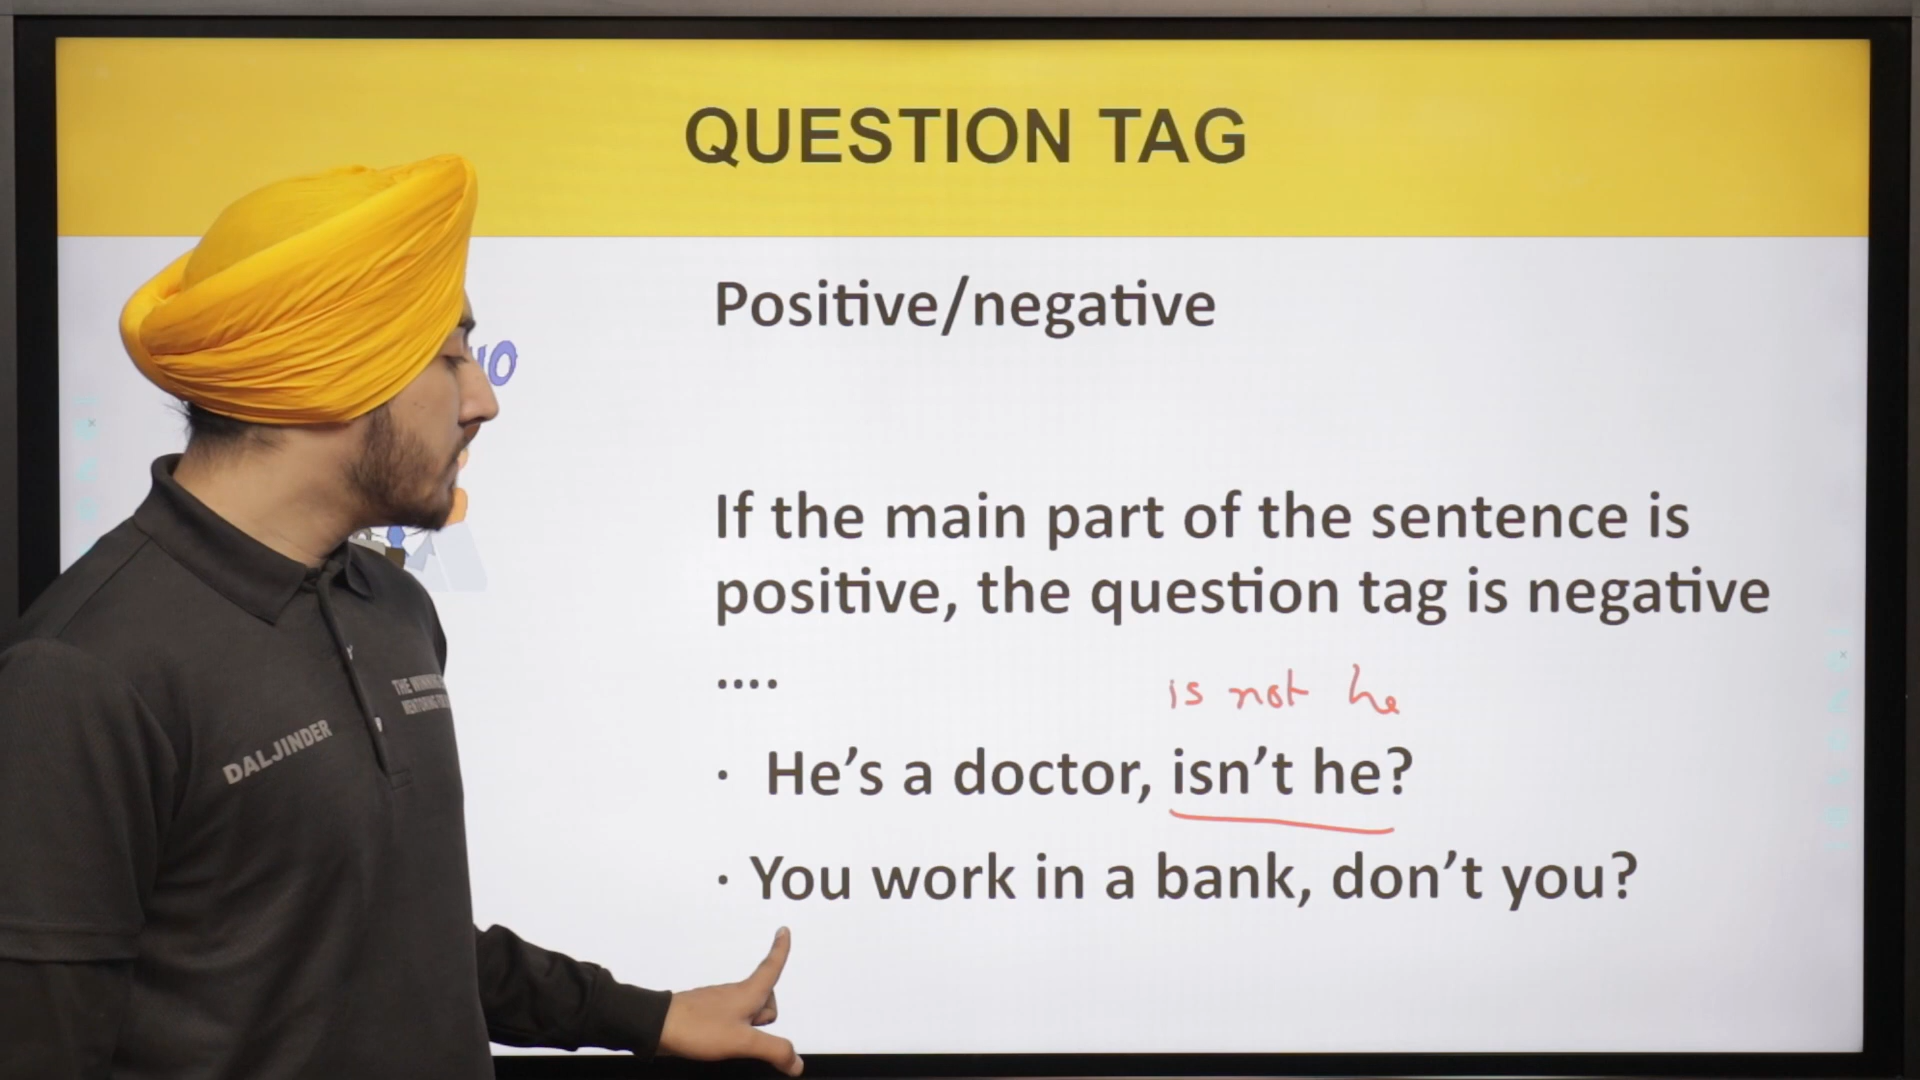 QUESTION TAG
Positive/negative
If the main part of the sentence is
positive, the question tag is negative
....
is not he
· He’s a doctor, isn’t he?
· You work in a bank, don’t you?
THE
DALJINDER